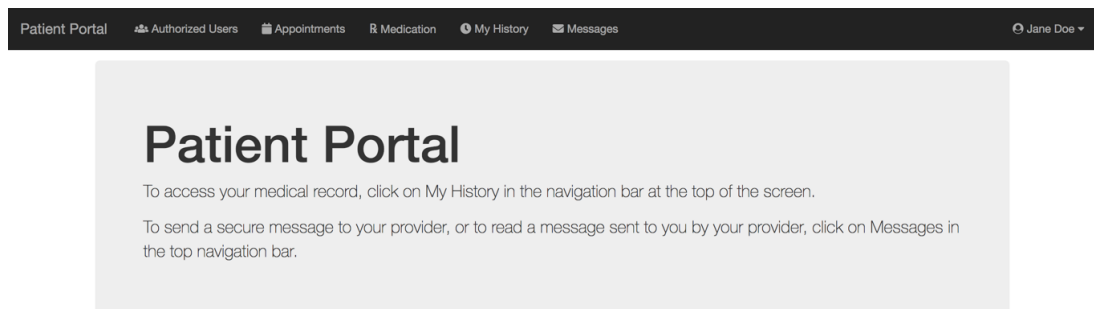 Patient Portal Authorized Users Appointments Medication My History Messages Jane Doe
Patient Portal
To access your medical record, click on My History in the navigation bar at the top of the screen.
To send a secure message to your provider, or to read a message sent to you by your provider, click on Messages in
the top navigation bar.